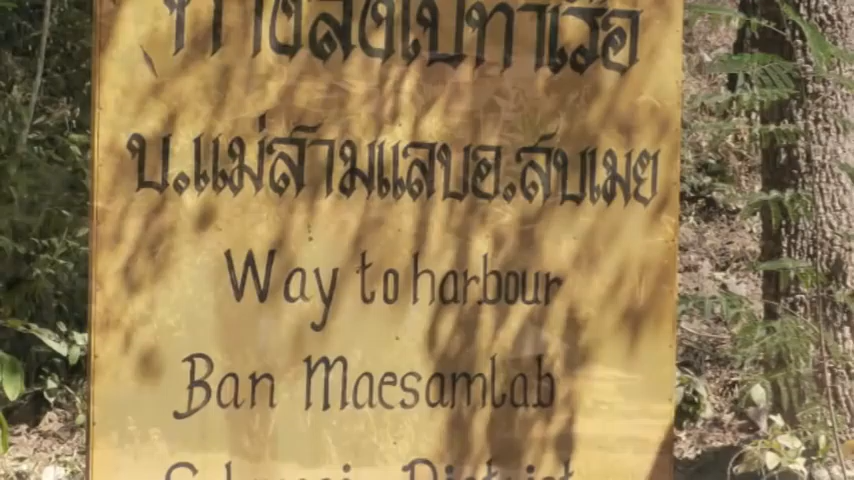 ทางลงไปท่าเรือ
บ.แม่สามแลบอ.สบเมย
Way to harbour
Ban Maesamlab
District